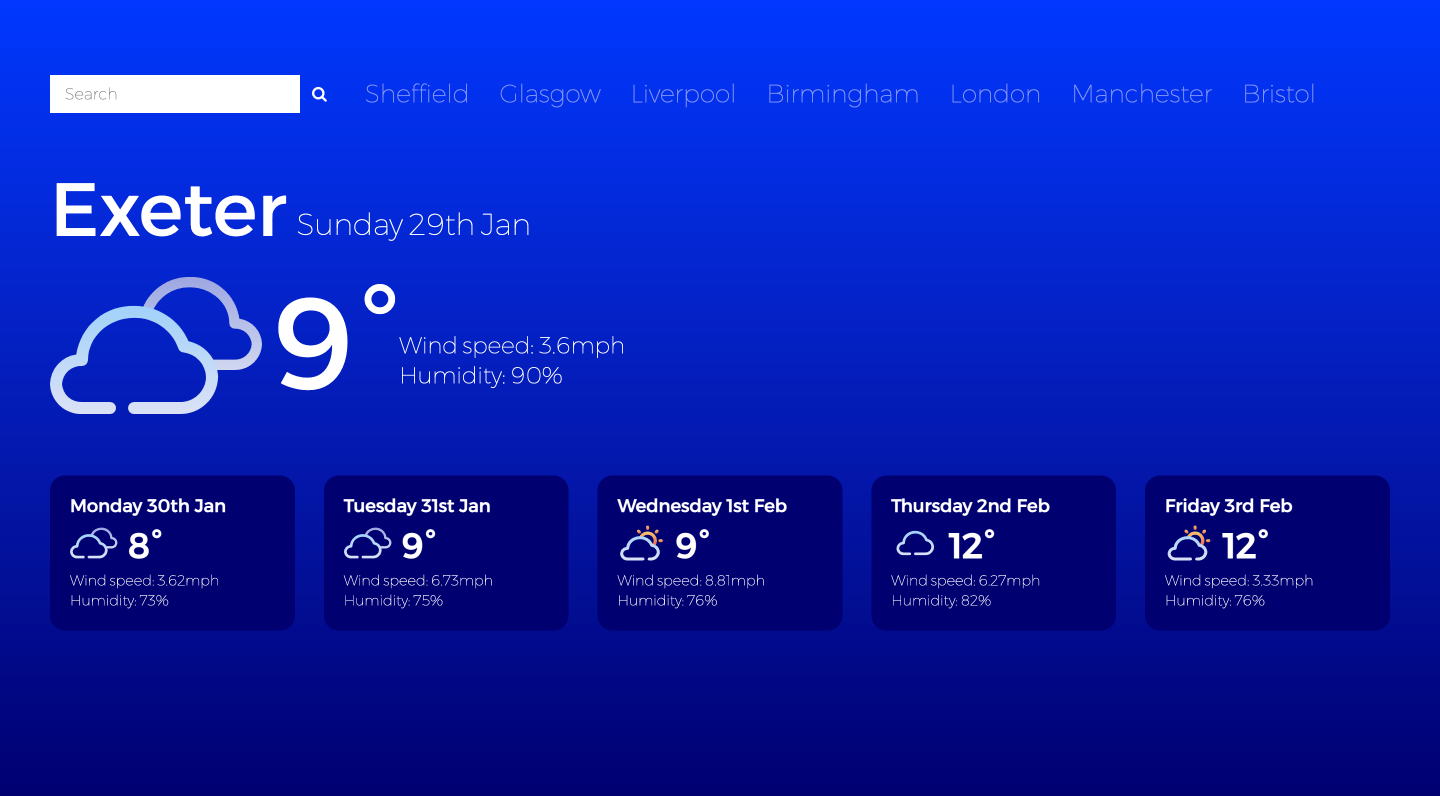 Search Sheffield Glasgow Liverpool Birmingham London Manchester Bristol
Exeter Sunday 29th Jan
9°
Wind speed: 3.6mph
Humidity: 90%
Monday 30th Jan
8°
Wind speed: 3.62mph
Humidity: 73%
Tuesday 31st Jan
9°
Wind speed: 6.73mph
Humidity: 75%
Wednesday 1st Feb
9°
Wind speed: 8.81mph
Humidity: 76%
Thursday 2nd Feb
12°
Wind speed: 6.27mph
Humidity: 82%
Friday 3rd Feb
12°
Wind speed: 3.33mph
Humidity: 76%